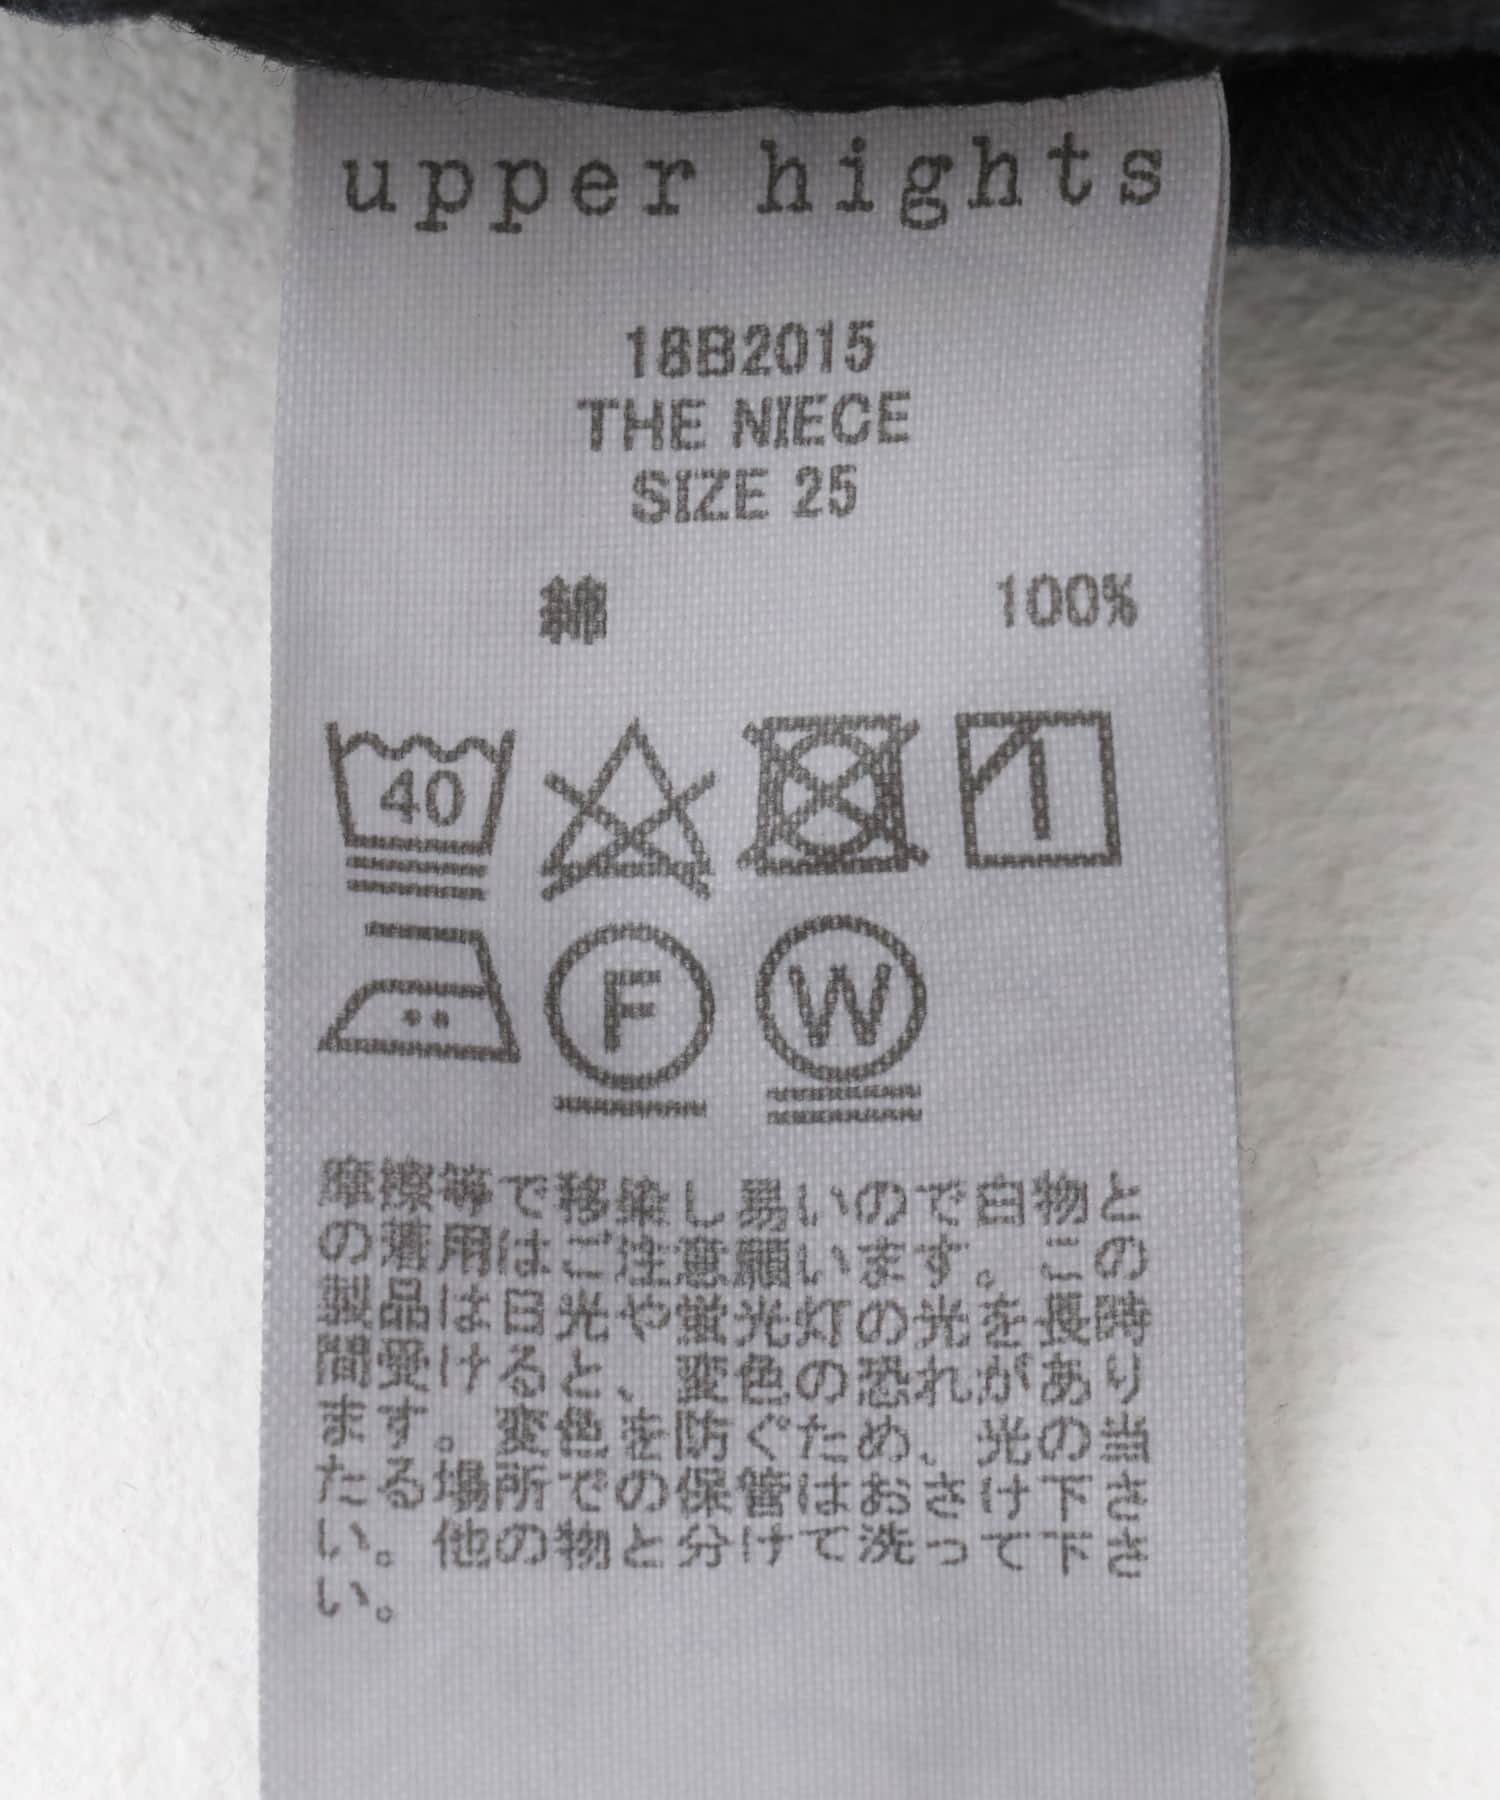 upper hights
18B2015
THE NIECE
SIZE 25
綿 100%
40
F W
摩擦等で移染し易いので白物と
の着用はご注意願います。この
製品は日光や蛍光灯の光を長時
間受けると、変色の恐れがあり
ます。変色を防ぐため、光の当
たる場所での保管はおさけ下さ
い。他の物と分けて洗って下さ
い。